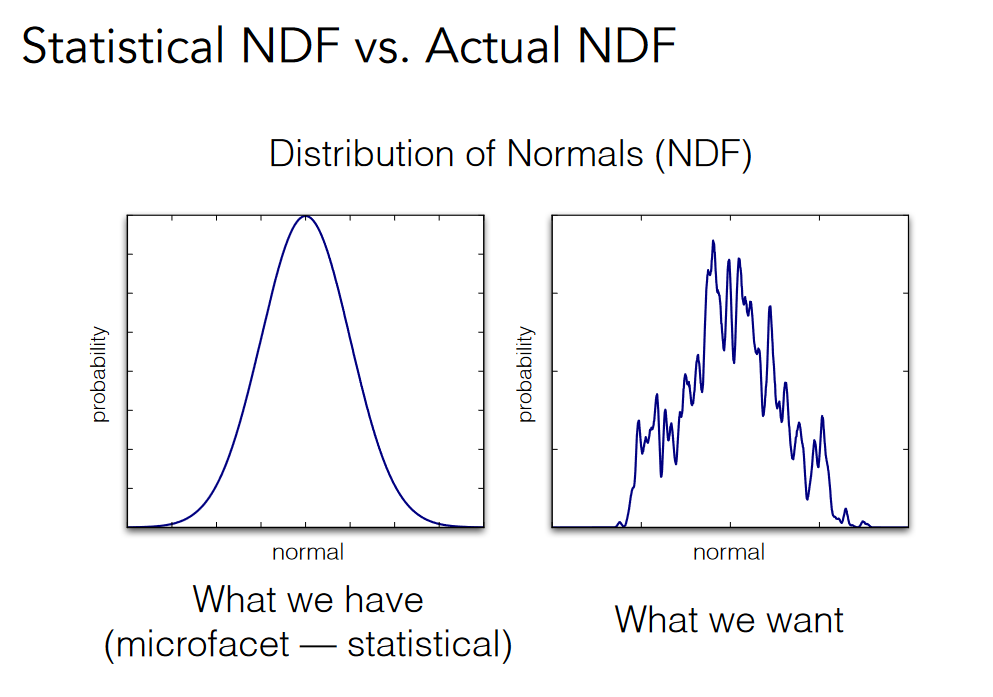 Statistical NDF vs. Actual NDF
Distribution of Normals (NDF)
probability
normal
probability
normal
What we have
(microfacet — statistical)
What we want